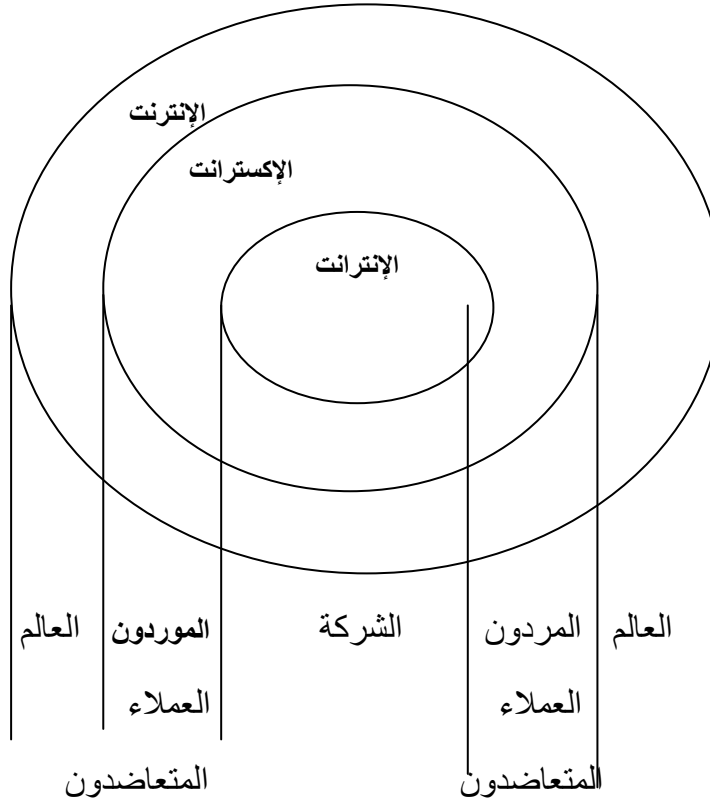 الإنترنت
الإكسترانت
الإنترانت
العالم المردون الشركة الموردون العالم
العملاء العملاء
المتعاضدون المتعاضدون